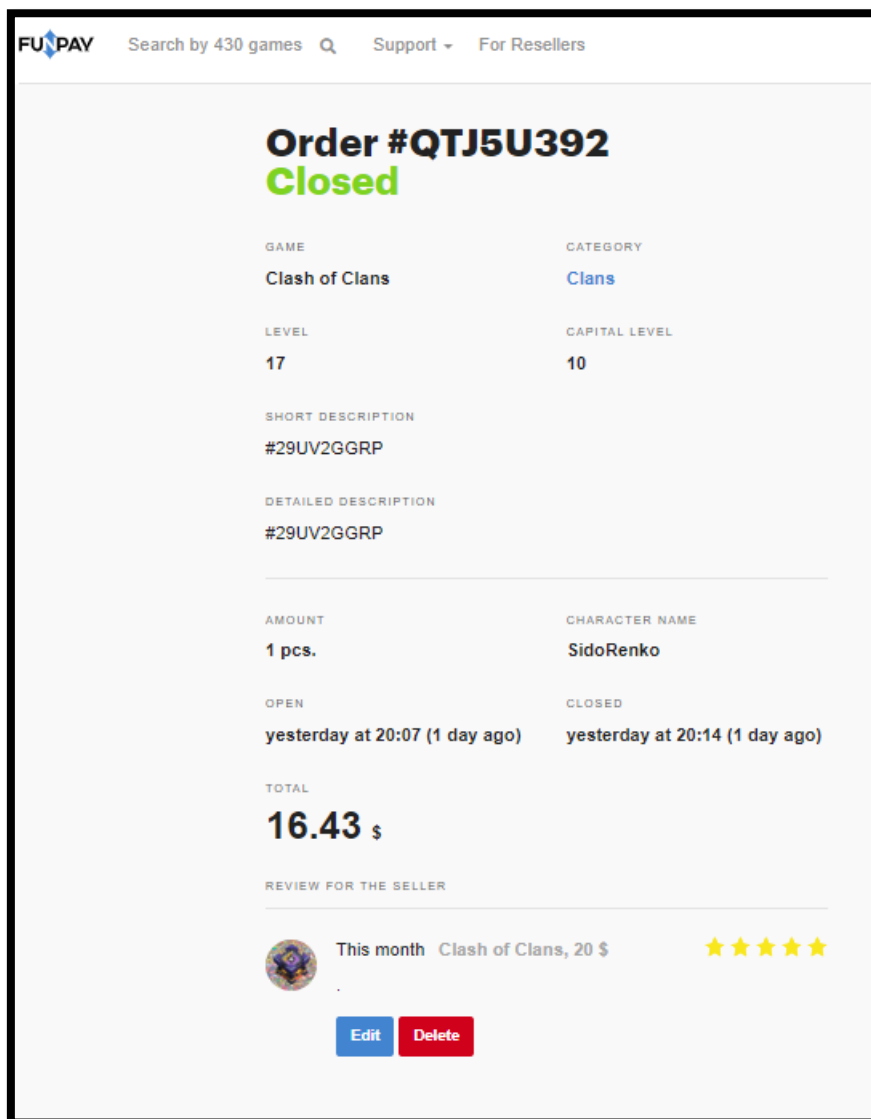 FUNPAY Search by 430 games Support For Resellers
Order #QTJ5U392
Closed
GAME CATEGORY
Clash of Clans Clans
LEVEL CAPITAL LEVEL
17 10
SHORT DESCRIPTION
#29UV2GGRP
DETAILED DESCRIPTION
#29UV2GGRP
AMOUNT CHARACTER NAME
1 pcs. SidoRenko
OPEN CLOSED
yesterday at 20:07 (1 day ago) yesterday at 20:14 (1 day ago)
TOTAL
16.43 $
REVIEW FOR THE SELLER
This month Clash of Clans, 20 $
.
Edit Delete